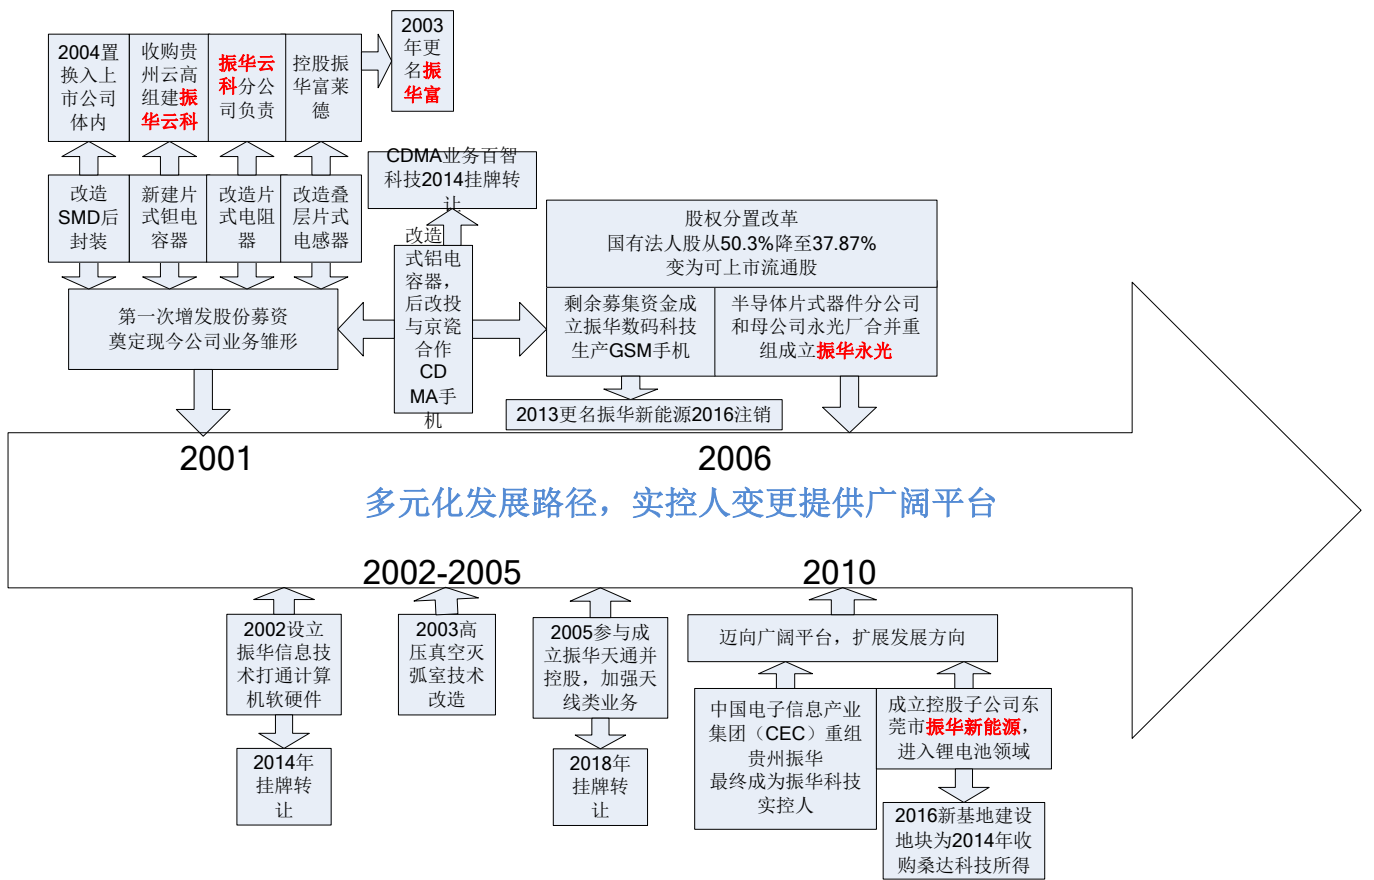 2003
年更
名振
华富
2004置
换入上
市公司
体内
收购贵
州云高
组建振
华云科
振华云
科分公
司负责
控股振
华富莱
德
CDMA业务百智
科技2014挂牌转
让
改造
SMD后
封装
新建片
式钽电
容器
改造片
式电阻
器
改造叠
层片式
电感器
改造
式铝电
容器，
后改投
与京瓷
合作
CD
MA手
机
股权分置改革
国有法人股从50.3%降至37.87%
变为可上市流通股
第一次增发股份募资
奠定现今公司业务雏形
剩余募集资金成
立振华数码科技
生产GSM手机
半导体片式器件分公司
和母公司永光厂合并重
组成立振华永光
2013更名振华新能源2016注销
2001
2006
多元化发展路径，实控人变更提供广阔平台
2002-2005
2010
2002设立
振华信息技
术打通计算
机软硬件
2003高
压真空灭
弧室技术
改造
2005参与成
立振华天通并
控股，加强天
线类业务
迈向广阔平台，扩展发展方向
中国电子信息产业
集团（CEC）重组
贵州振华
最终成为振华科技
实控人
成立控股子公司东
莞市振华新能源，
进入锂电池领域
2014年
挂牌转
让
2018年
挂牌转
让
2016新基地建设
地块为2014年收
购桑达科技所得